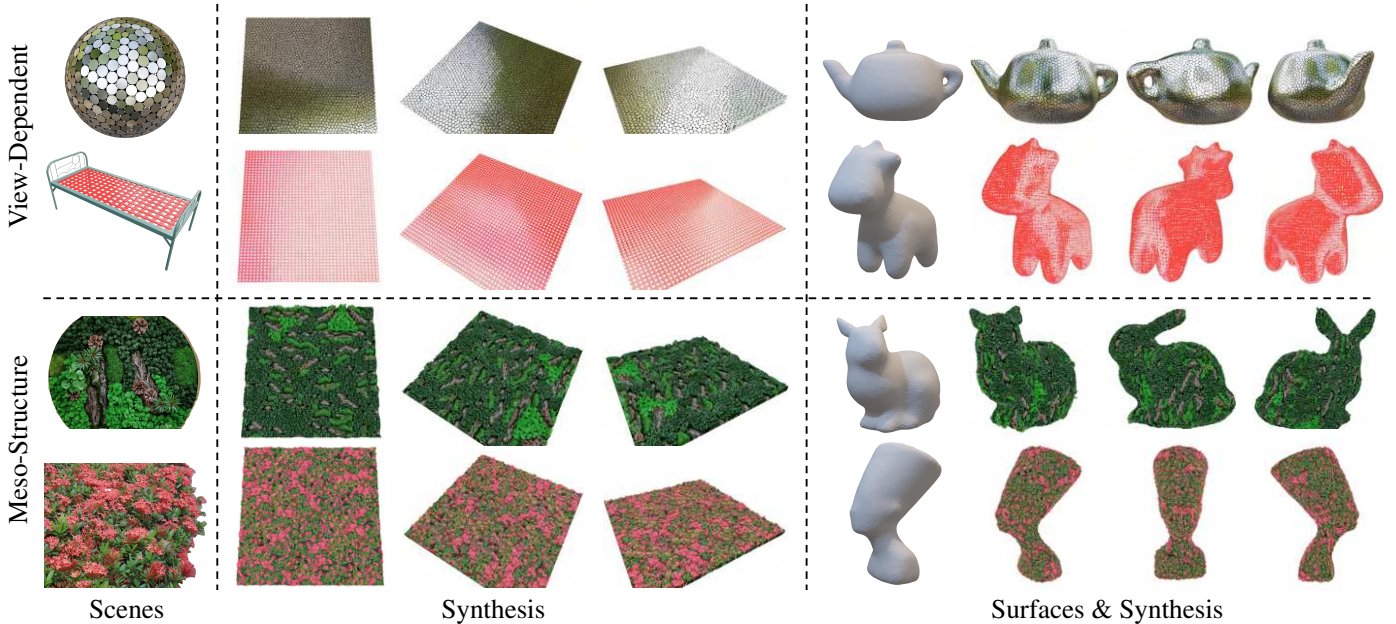 View-Dependent
Meso-Structure
Scenes
Synthesis
Surfaces & Synthesis